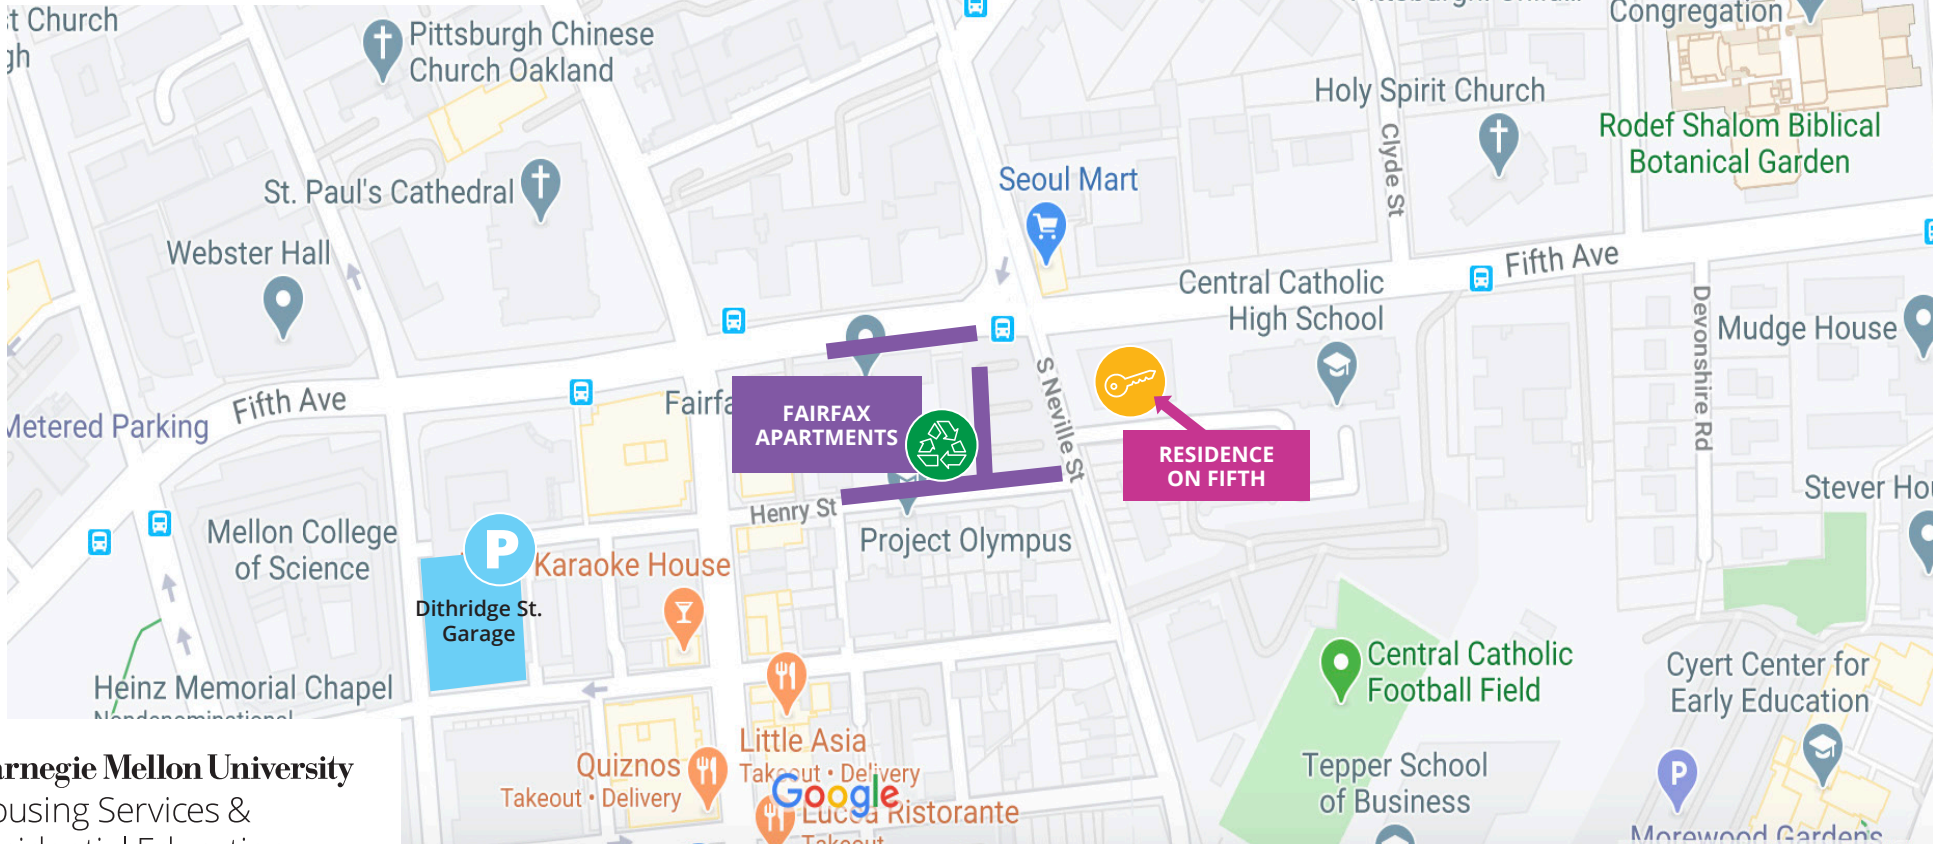 t Church
gh
Pittsburgh Chinese
Church Oakland
Congregation
Holy Spirit Church
Rodef Shalom Biblical
Botanical Garden
Clyde St
Seoul Mart
St. Paul's Cathedral
Webster Hall
Fifth Ave
Central Catholic
High School
Devonshire Rd
Mudge House
S Neville St
Fifth Ave
Metered Parking
Fairfa
FAIRFAX
APARTMENTS
RESIDENCE
ON FIFTH
Henry St
Project Olympus
Stever Ho
Mellon College
of Science
P
Karaoke House
Dithridge St.
Garage
Heinz Memorial Chapel
Nondenominational
Central Catholic
Football Field
Cyert Center for
Early Education
Little Asia
Takeout • Delivery
Quiznos
Takeout • Delivery
Google
Lucca Ristorante
Takeout
Tepper School
of Business
P
Morewood Gardens
arnegie Mellon University
ousing Services &